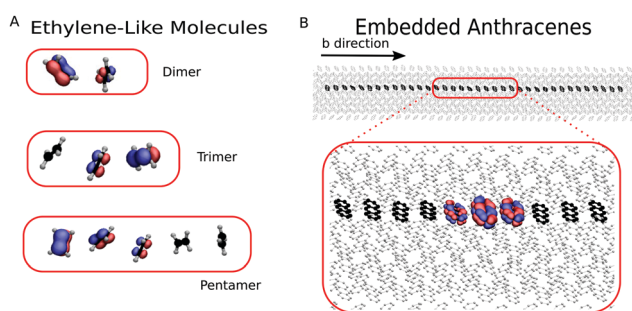 A
Ethylene-Like Molecules
Dimer
Trimer
Pentamer
B
Embedded Anthracenes
b direction